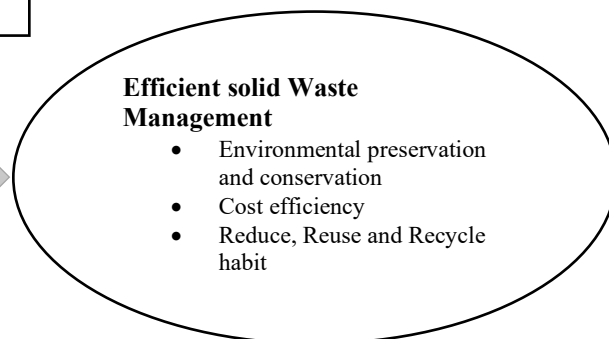 Efficient solid Waste
Management
• Environmental preservation
and conservation
• Cost efficiency
• Reduce, Reuse and Recycle
habit